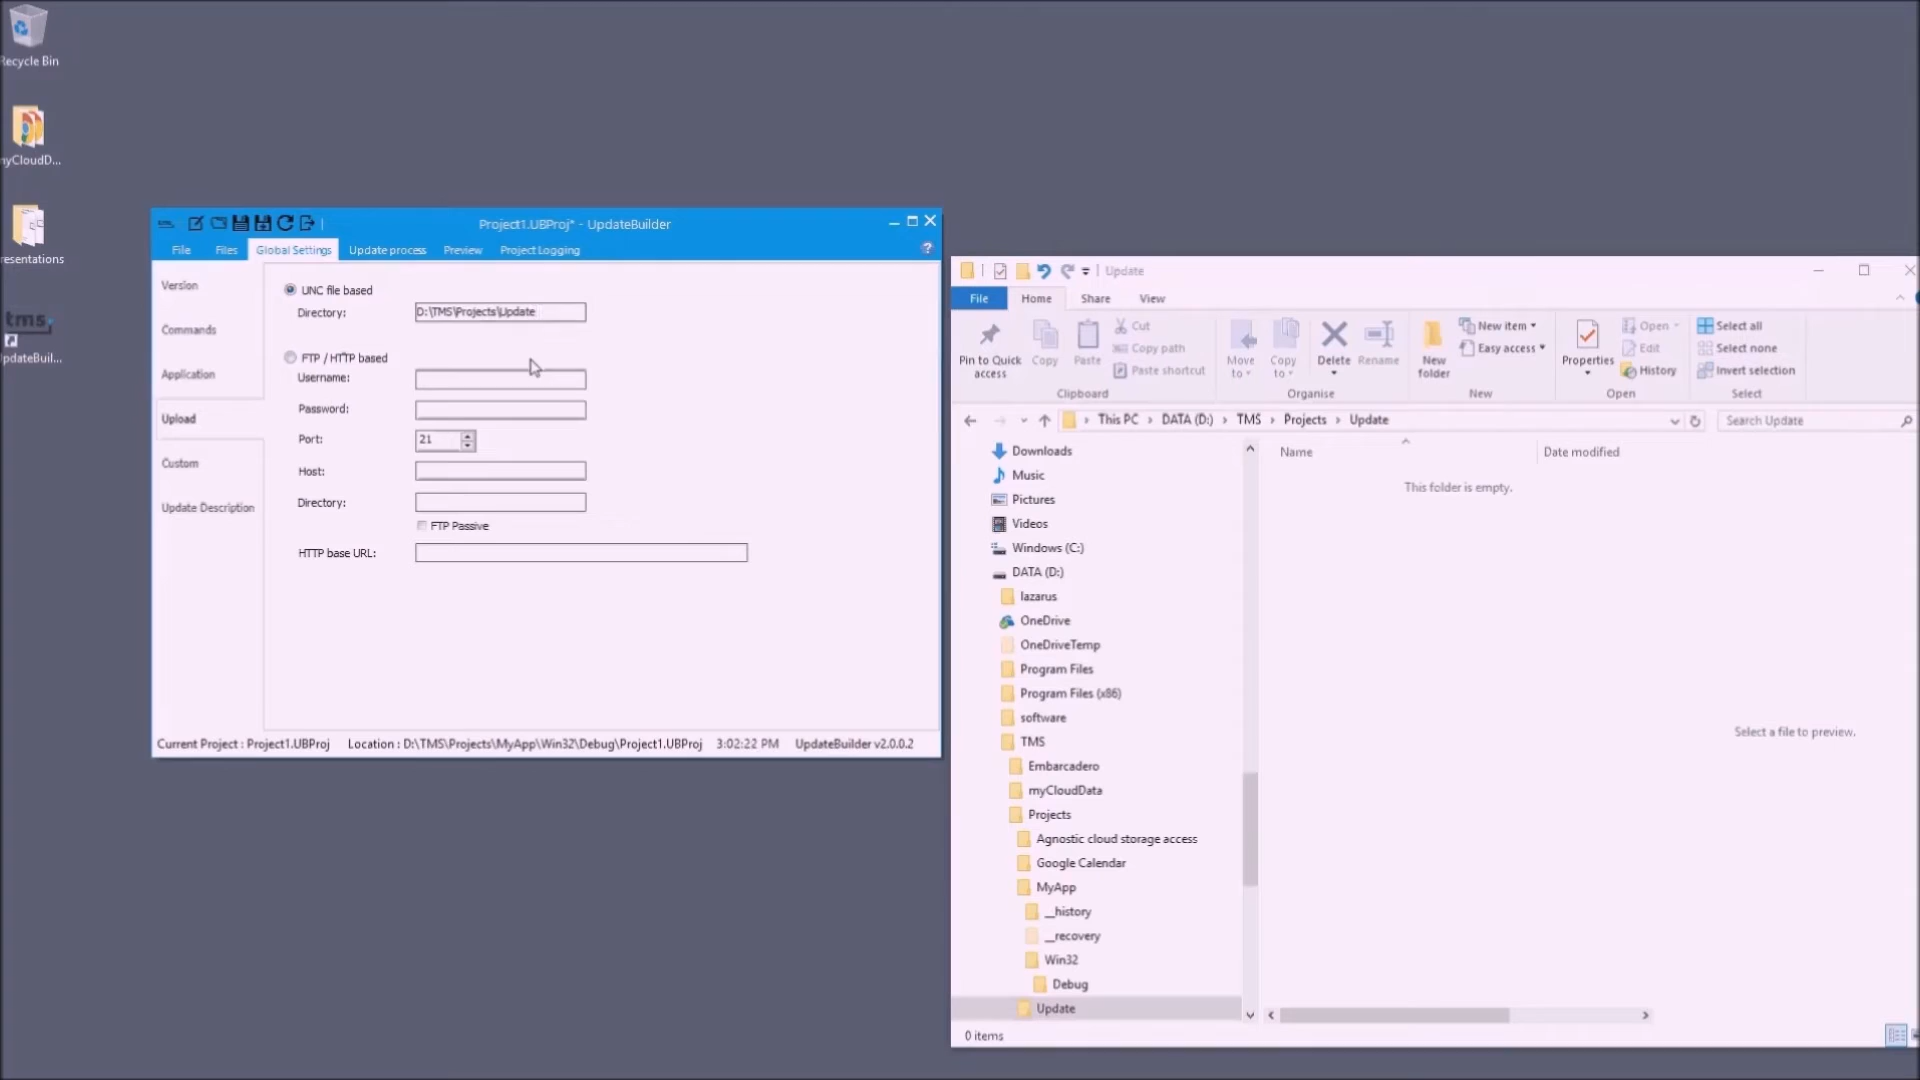 Recycle Bin
myCloudD...
resentations
tms
UpdateBuil...
Project1.UBProj* - UpdateBuilder
File Files Global Settings Update process Preview Project Logging
Version
Commands
Application
Upload
Custom
Update Description
UNC file based
Directory: D:\TMS\Projects\Update
FTP / HTTP based
Username:
Password:
Port: 21
Host:
Directory:
FTP Passive
HTTP base URL:
Current Project : Project1.UBProj Location : D:\TMS\Projects\MyApp\Win32\Debug\Project1.UBProj 3:02:22 PM UpdateBuilder v2.0.0.2
Update
File Home Share View
Pin to Quick access
Copy
Paste
Cut
Copy path
Paste shortcut
Clipboard
Move to
Copy to
Delete
Rename
Organise
New folder
New item
Easy access
New
Properties
Open
Edit
History
Open
Select all
Select none
Invert selection
Select
This PC DATA (D:) TMS Projects Update
Search Update
Downloads
Music
Pictures
Videos
Windows (C:)
DATA (D:)
lazarus
OneDrive
OneDriveTemp
Program Files
Program Files (x86)
software
TMS
Embarcadero
myCloudData
Projects
Agnostic cloud storage access
Google Calendar
MyApp
__history
__recovery
Win32
Debug
Update
Name Date modified
This folder is empty.
Select a file to preview.
0 items